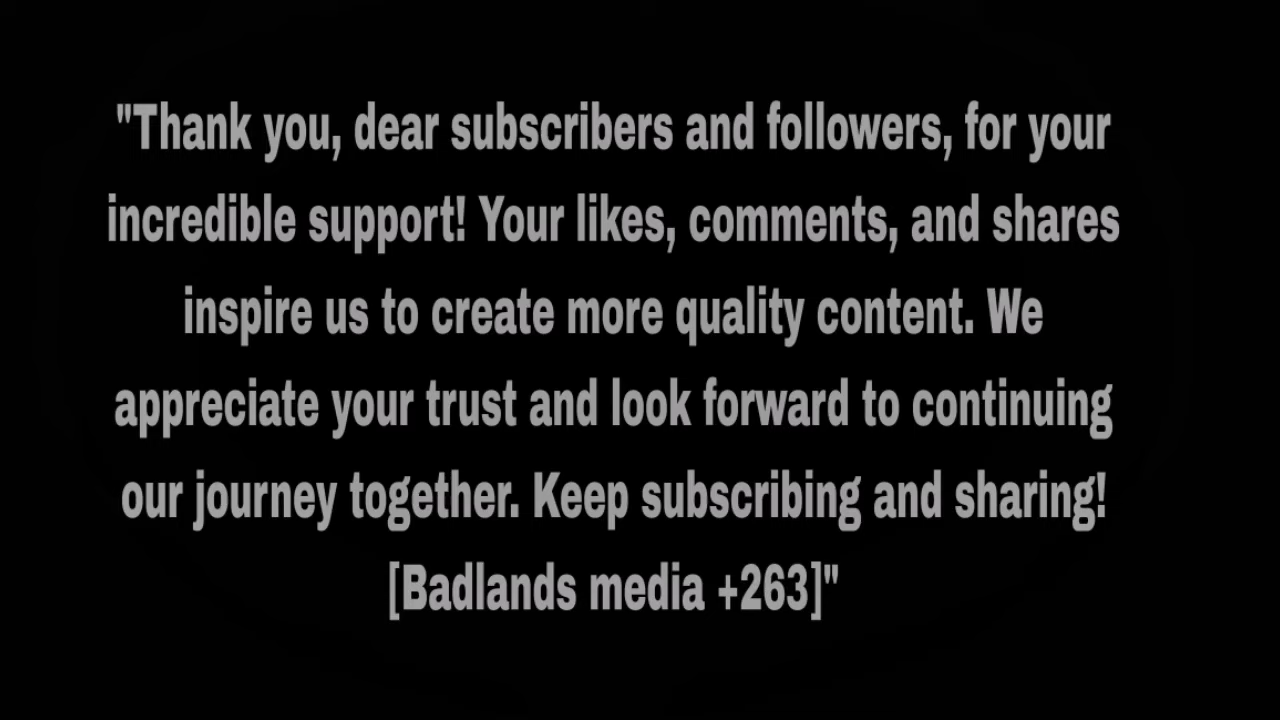 "Thank you, dear subscribers and followers, for your
incredible support! Your likes, comments, and shares
inspire us to create more quality content. We
appreciate your trust and look forward to continuing
our journey together. Keep subscribing and sharing!
[Badlands media +263]"